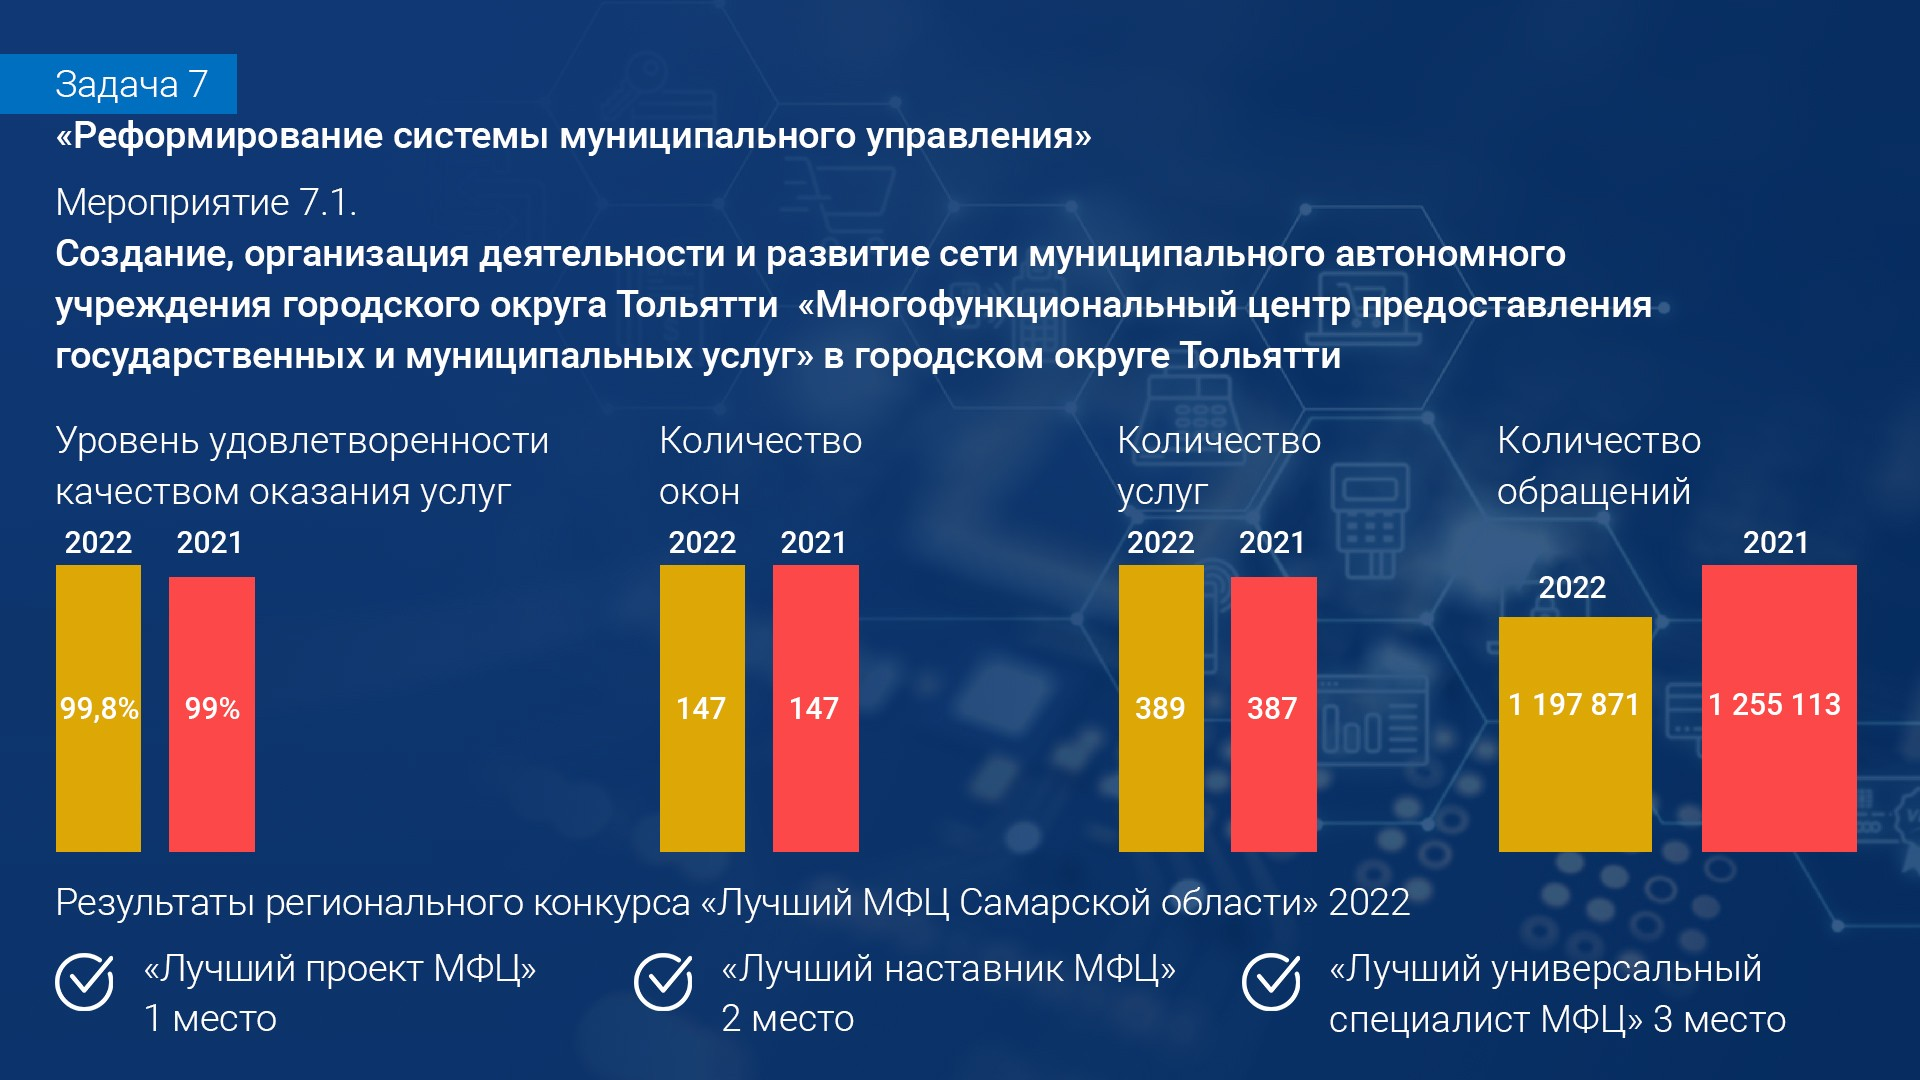 Задача 7
«Реформирование системы муниципального управления»
Мероприятие 7.1.
Создание, организация деятельности и развитие сети муниципального автономного
учреждения городского округа Тольятти «Многофункциональный центр предоставления
государственных и муниципальных услуг» в городском округе Тольятти
Уровень удовлетворенности
качеством оказания услуг
2022 2021
99,8% 99%
Количество
окон
2022 2021
147 147
Количество
услуг
2022 2021
389 387
Количество
обращений
2022 2021
1 197 871 1 255 113
Результаты регионального конкурса «Лучший МФЦ Самарской области» 2022
«Лучший проект МФЦ»
1 место
«Лучший наставник МФЦ»
2 место
«Лучший универсальный
специалист МФЦ» 3 место